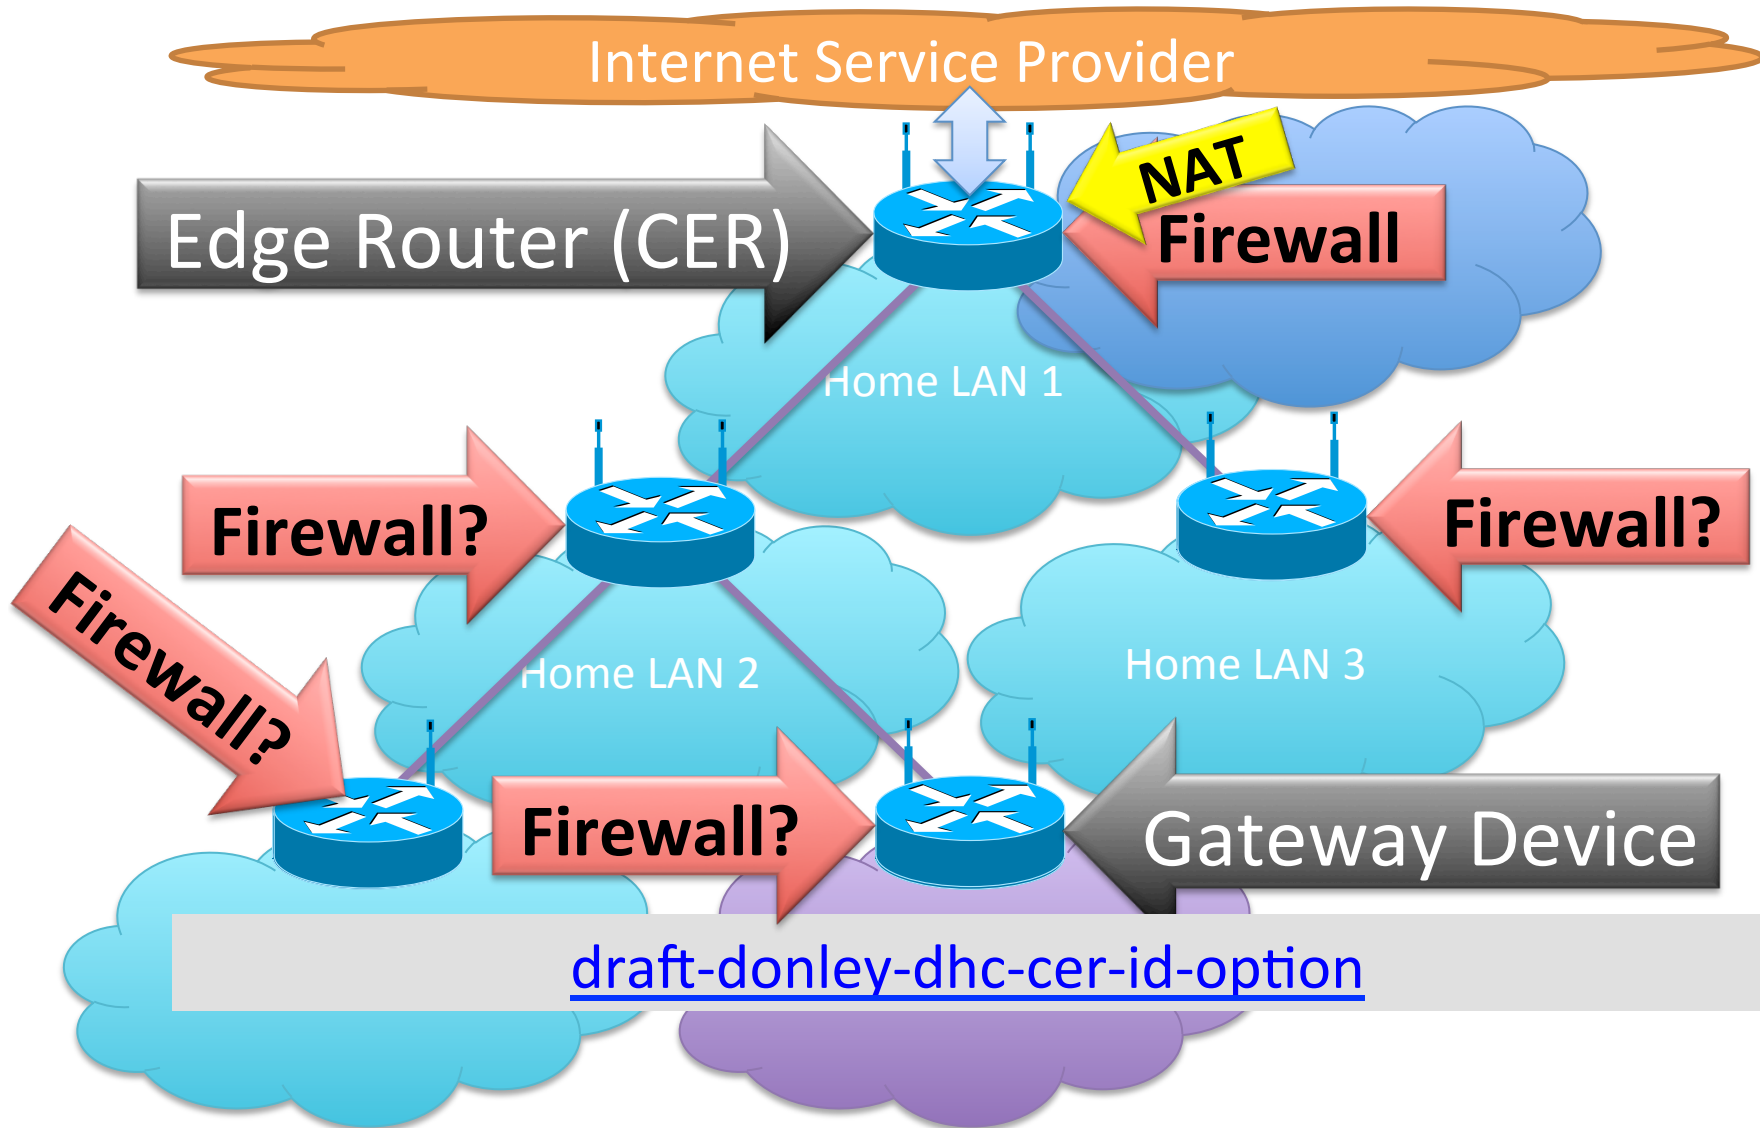 Internet Service Provider
NAT
Edge Router (CER)
Firewall
Home LAN 1
Firewall?
Firewall?
Firewall?
Home LAN 2
Home LAN 3
Firewall?
Gateway Device
draft-donley-dhc-cer-id-option